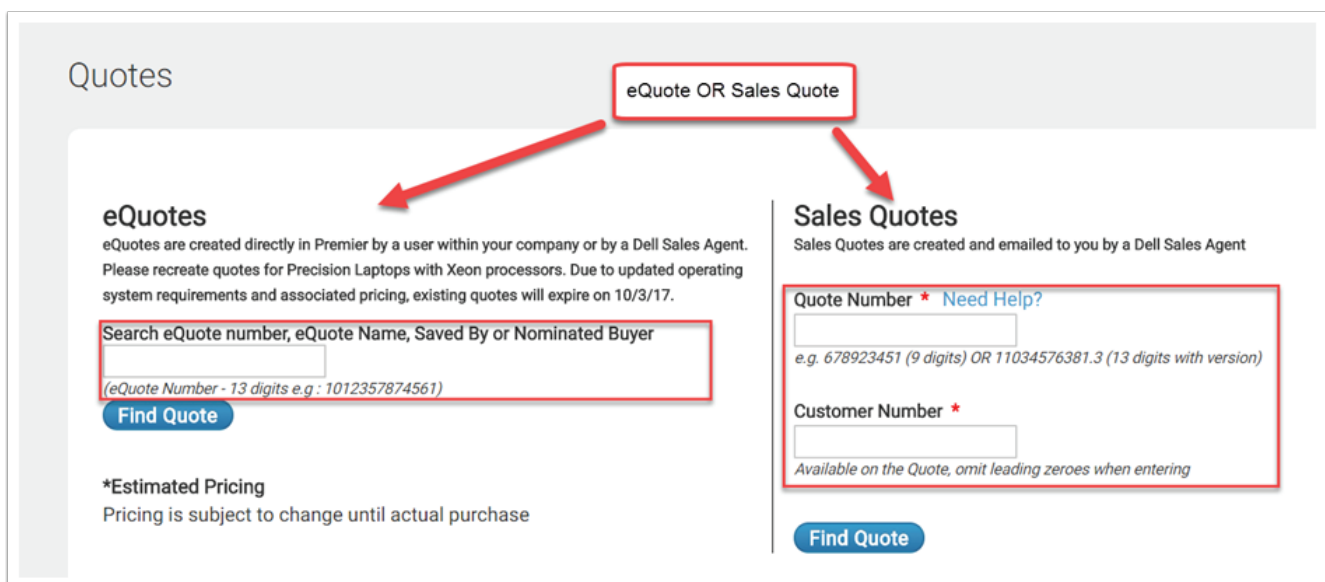 Quotes
eQuote OR Sales Quote
eQuotes
eQuotes are created directly in Premier by a user within your company or by a Dell Sales Agent.
Please recreate quotes for Precision Laptops with Xeon processors. Due to updated operating
system requirements and associated pricing, existing quotes will expire on 10/3/17.
Search eQuote number, eQuote Name, Saved By or Nominated Buyer
(eQuote Number - 13 digits e.g : 1012357874561)
Find Quote
*Estimated Pricing
Pricing is subject to change until actual purchase
Sales Quotes
Sales Quotes are created and emailed to you by a Dell Sales Agent
Quote Number * Need Help?
e.g. 678923451 (9 digits) OR 11034576381.3 (13 digits with version)
Customer Number *
Available on the Quote, omit leading zeroes when entering
Find Quote